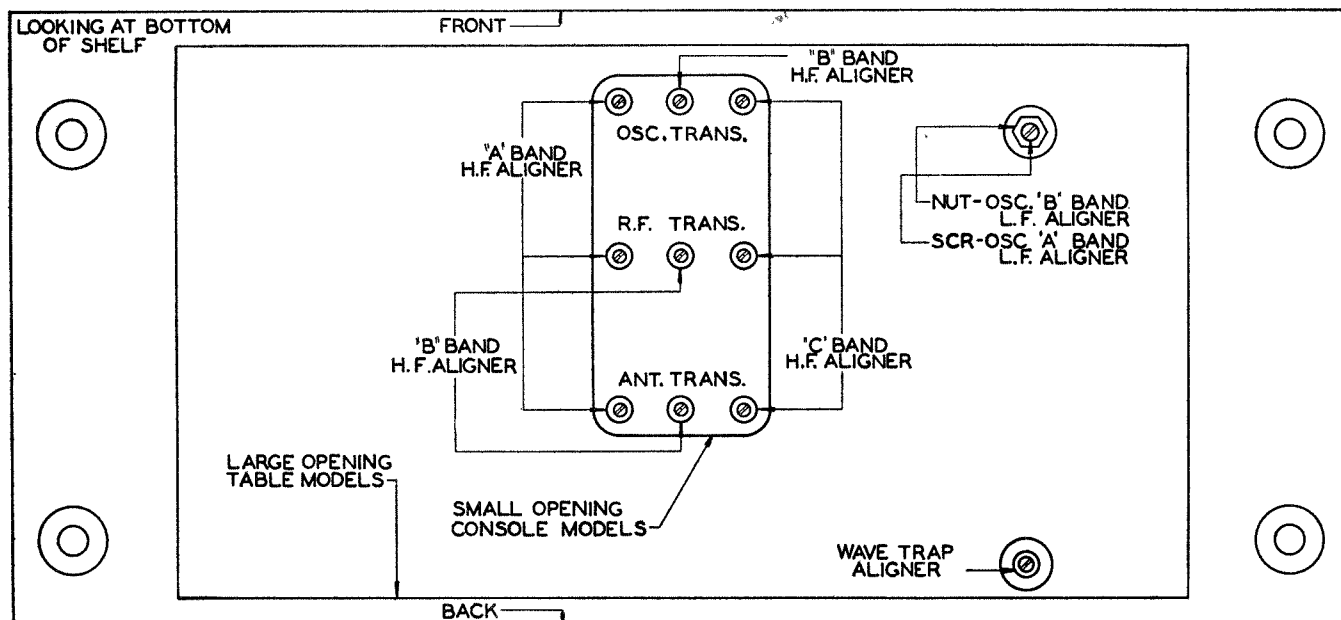 LOOKING AT BOTTOM
OF SHELF
FRONT
"B" BAND
H.F. ALIGNER
OSC. TRANS.
"A' BAND
H.F. ALIGNER
NUT-OSC. 'B' BAND
L.F. ALIGNER
SCR-OSC 'A' BAND
L.F. ALIGNER
R.F. TRANS.
"B" BAND
H.F. ALIGNER
'C' BAND
H.F. ALIGNER
ANT. TRANS.
LARGE OPENING
TABLE MODELS
SMALL OPENING
CONSOLE MODELS
WAVE TRAP
ALIGNER
BACK